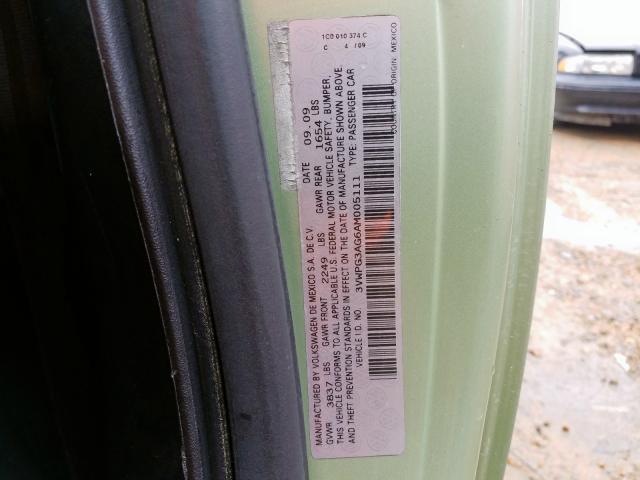 1C0 010 374 C
C 4 / 09
MANUFACTURED BY VOLKSWAGEN DE MEXICO S.A. DE C.V. DATE 09.09
GVWR 3837 LBS GAWR FRONT 2249 LBS GAWR REAR 1654 LBS
THIS VEHICLE CONFORMS TO ALL APPLICABLE U.S. FEDERAL MOTOR VEHICLE SAFETY, BUMPER,
AND THEFT PREVENTION STANDARDS IN EFFECT ON THE DATE OF MANUFACTURE SHOWN ABOVE.
VEHICLE I.D. NO. 3VWPG3AG6AM005111 TYPE: PASSENGER CAR
COUNTRY OF ORIGIN: MEXICO